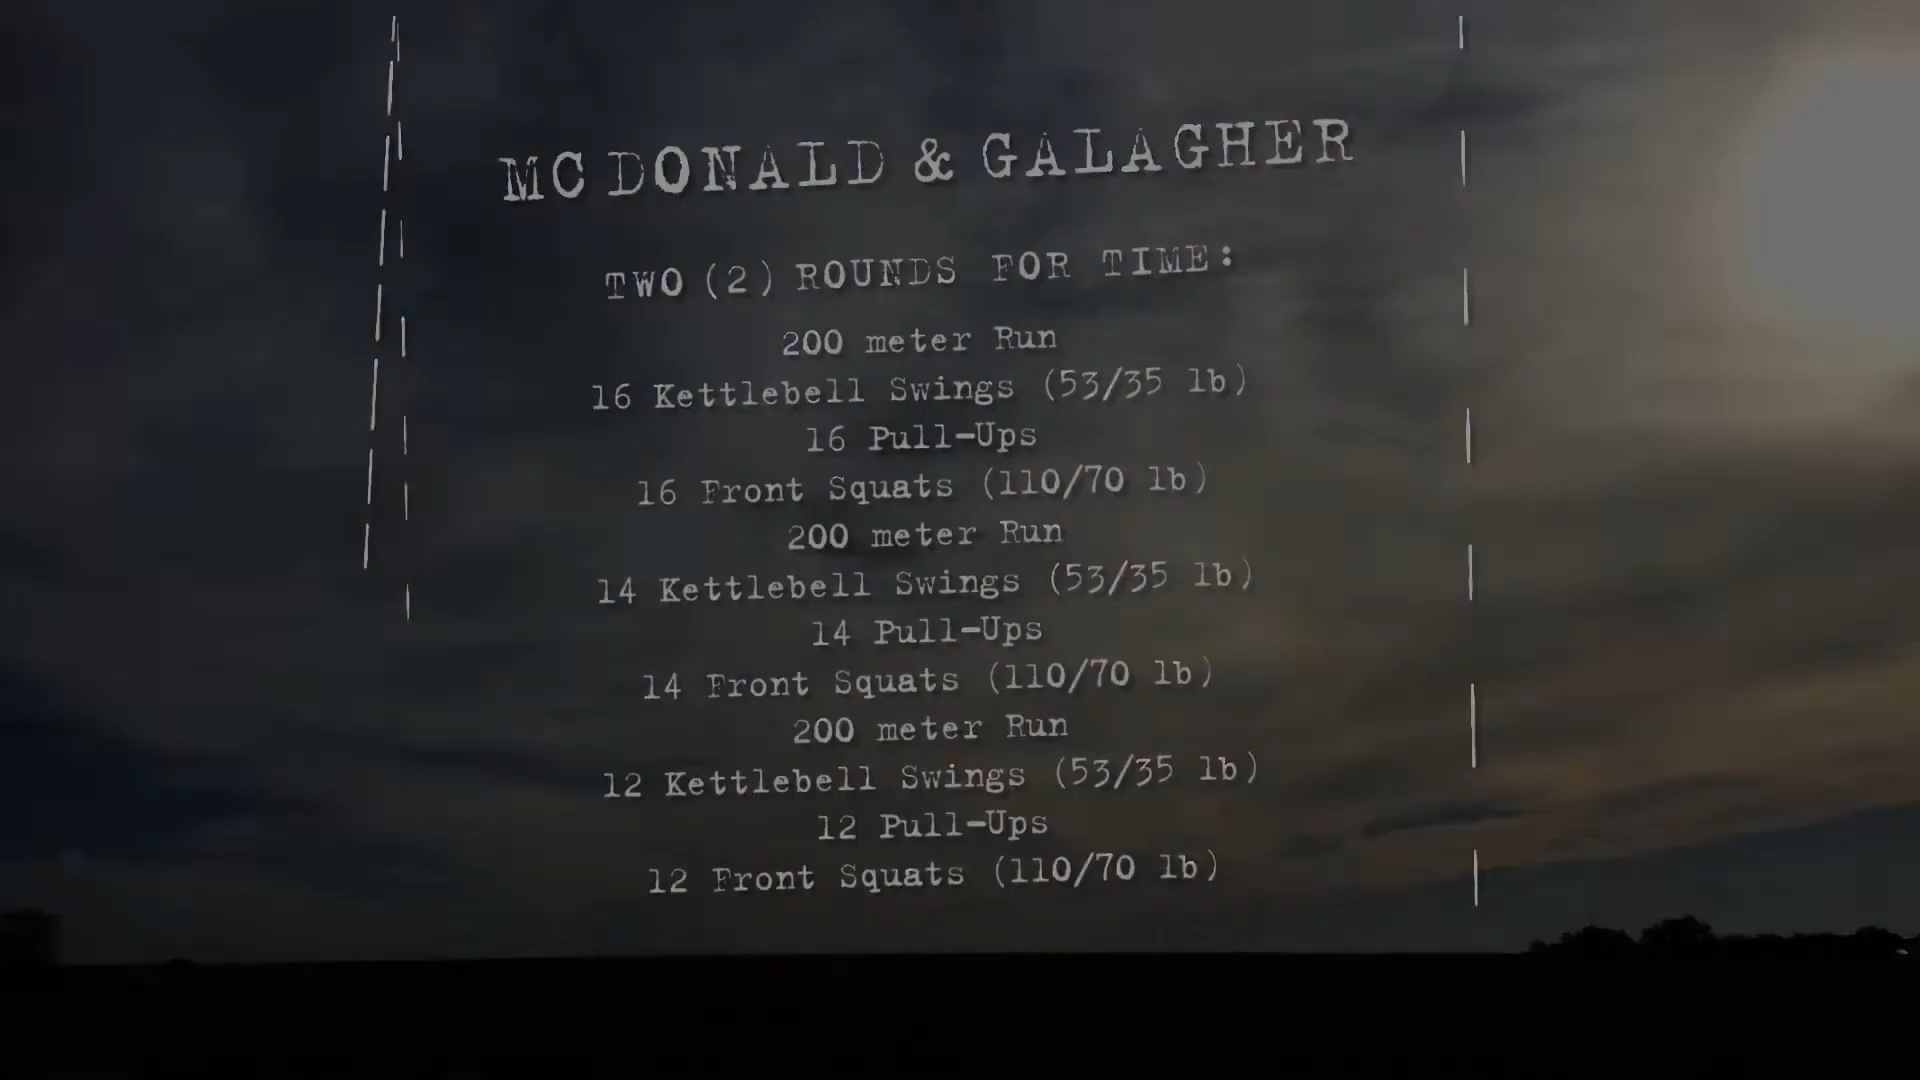 MC DONALD & GALAGHER
TWO (2) ROUNDS FOR TIME:
200 meter Run
16 Kettlebell Swings (53/35 lb)
16 Pull-Ups
16 Front Squats (110/70 lb)
200 meter Run
14 Kettlebell Swings (53/35 lb)
14 Pull-Ups
14 Front Squats (110/70 lb)
200 meter Run
12 Kettlebell Swings (53/35 lb)
12 Pull-Ups
12 Front Squats (110/70 lb)